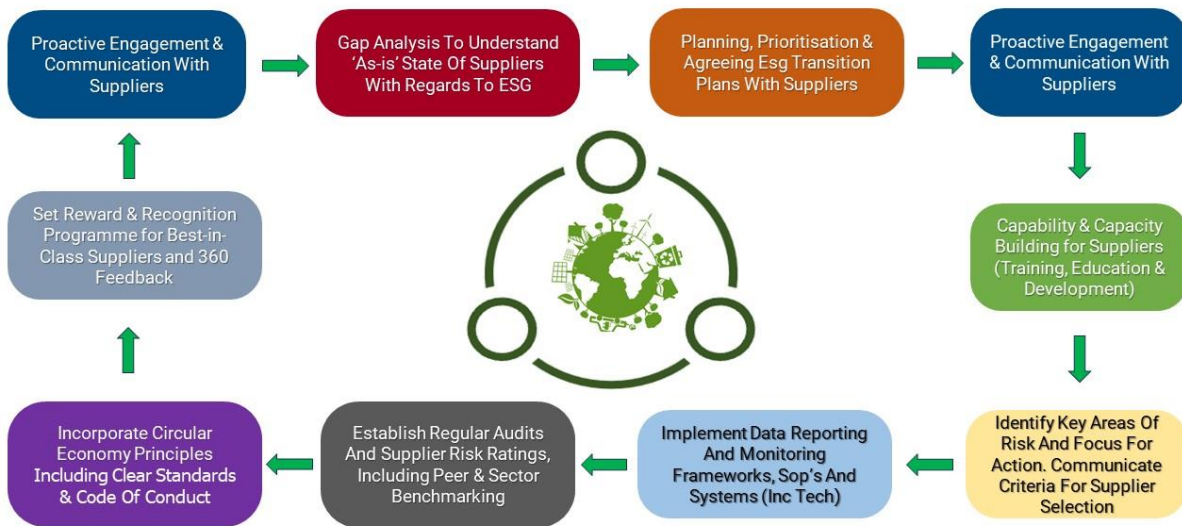 Proactive Engagement &
Communication With
Suppliers
Gap Analysis To Understand
‘As-is’ State Of Suppliers
With Regards To ESG
Planning, Prioritisation &
Agreeing Esg Transition
Plans With Suppliers
Proactive Engagement
& Communication With
Suppliers
Capability & Capacity
Building for Suppliers
(Training, Education &
Development)
Identify Key Areas Of
Risk And Focus For
Action. Communicate
Criteria For Supplier
Selection
Implement Data Reporting
And Monitoring
Frameworks, Sop's And
Systems (Inc Tech)
Establish Regular Audits
And Supplier Risk Ratings,
Including Peer & Sector
Benchmarking
Incorporate Circular
Economy Principles
Including Clear Standards
& Code Of Conduct
Set Reward & Recognition
Programme for Best-in-
Class Suppliers and 360
Feedback